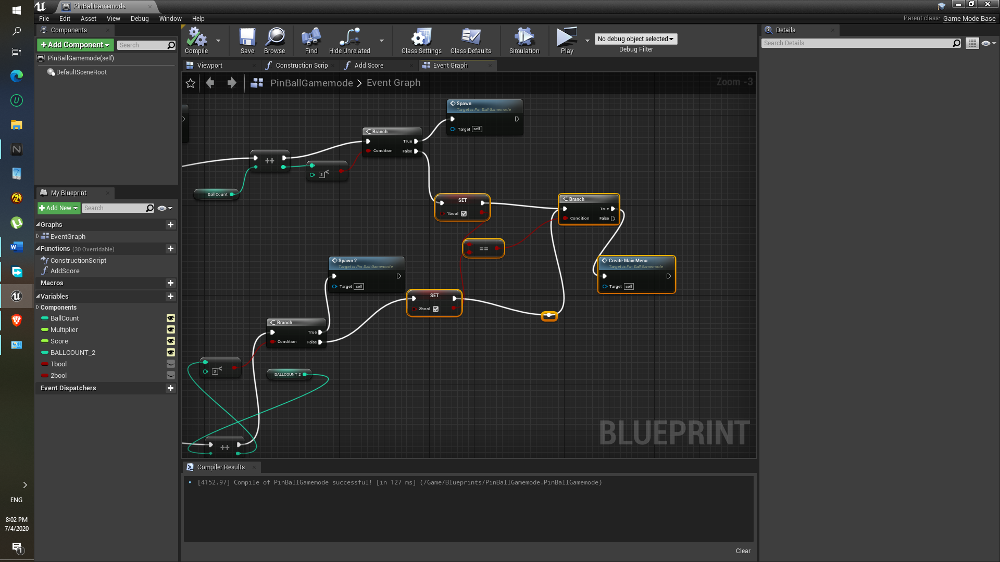 PinBallGamemode
File Edit Asset View Debug Window Help
Parent class: Game Mode Base
Components
+ Add Component
Search
PinBallGamemode(self)
DefaultSceneRoot
Compile
Save
Browse
Find
Hide Unrelated
Class Settings
Class Defaults
Simulation
Play
No debug object selected
Debug Filter
Details
Search Details
Viewport
Construction Scrip
Add Score
Event Graph
PinBallGamemode > Event Graph
Zoom -3
Spawn
Target is Pin Ball Gamemode
Target self
Branch
True
Condition False
++
3 <
Ball Count
SET
1bool
Branch
True
Condition False
==
Spawn 2
Target is Pin Ball Gamemode
Target self
Create Main Menu
Target is Pin Ball Gamemode
Target self
SET
2bool
Branch
True
Condition False
3 <
BALLCOUNT 2
++
BLUEPRINT
My Blueprint
+ Add New
Search
Graphs
EventGraph
Functions (30 Overridable)
ConstructionScript
AddScore
Macros
Variables
Components
BallCount
Multiplier
Score
BALLCOUNT_2
1bool
2bool
Event Dispatchers
Compiler Results
[4152.97] Compile of PinBallGamemode successful! [in 127 ms] (/Game/Blueprints/PinBallGamemode.PinBallGamemode)
Clear
ENG
8:02 PM
7/4/2020
1